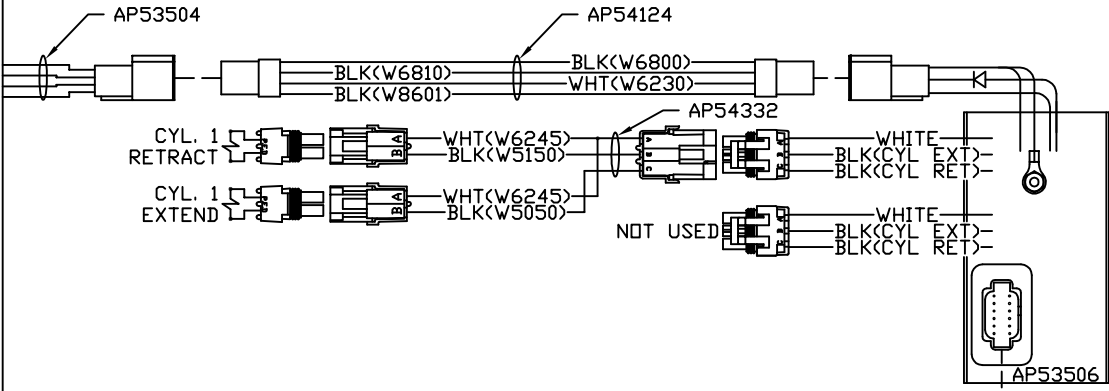 AP53504
AP54124
BLK(W6800)
BLK(W6810)
WHT(W6230)
BLK(W8601)
AP54332
CYL. 1
RETRACT
A
B
WHT(W6245)
BLK(W5150)
A
B
C
WHITE
BLK(CYL EXT)
BLK(CYL RET)
CYL. 1
EXTEND
A
B
WHT(W6245)
BLK(W5050)
NOT USED
WHITE
BLK(CYL EXT)
BLK(CYL RET)
AP53506